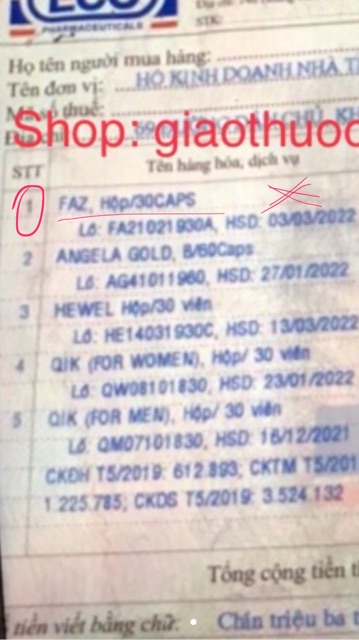 PHARMACEUTICALS
STK:
Họ tên người mua hàng:
Tên đơn vị: HỘ KINH DOANH NHÀ T
Shop: giaothuoc
STT Tên hàng hóa, dịch vụ
1 FAZ, Hộp/30CAPS
Lô: FA21021930A, HSD: 03/03/2022
2 ANGELA GOLD, B/60Caps
Lô: AG41011960, HSD: 27/01/2022
3 HEWEL Hộp/30 viên
Lô: HE14031930C, HSD: 13/03/2022
4 QIK (FOR WOMEN), Hộp/ 30 viên
Lô: QW08101830, HSD: 23/01/2022
5 QIK (FOR MEN), Hộp/ 30 viên
Lô: QM07101830, HSD: 16/12/2021
CKĐH T5/2019: 612.893; CKTM T5/201
1.225.785; CKDS T5/2019: 3.524.132
Tổng cộng tiền t
tiền viết bằng chữ: Chín triệu ba t